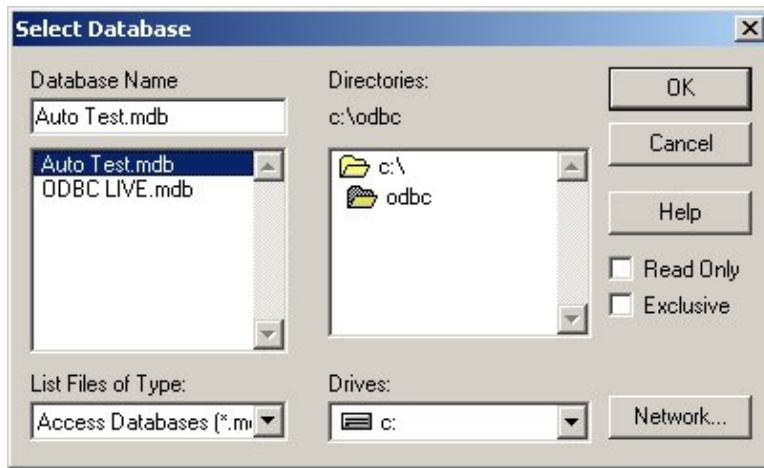 Select Database
Database Name
Auto Test.mdb
Auto Test.mdb
ODBC LIVE.mdb
List Files of Type:
Access Databases (*.m
Directories:
c:\odbc
c:\
odbc
Drives:
c:
OK
Cancel
Help
Read Only
Exclusive
Network...